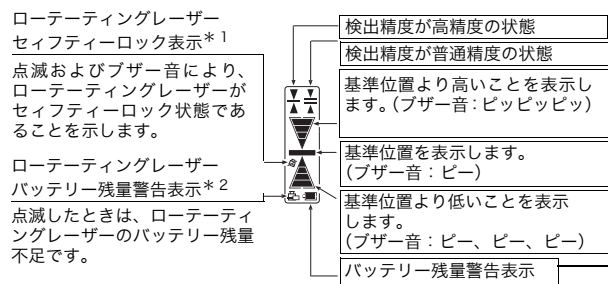 ローテーティングレーザー
セィフティーロック表示＊1
点滅およびブザー音により、
ローテーティングレーザーが
セィフティーロック状態であ
ることを示します。
ローテーティングレーザー
バッテリー残量警告表示＊2
点滅したときは、ローテーティ
ングレーザーのバッテリー残量
不足です。
検出精度が高精度の状態
検出精度が普通精度の状態
基準位置より高いことを表示し
ます。（ブザー音：ピッピッピッ）
基準位置を表示します。
（ブザー音：ピー）
基準位置より低いことを表示
します。
（ブザー音：ピー、ピー、ピー）
バッテリー残量警告表示